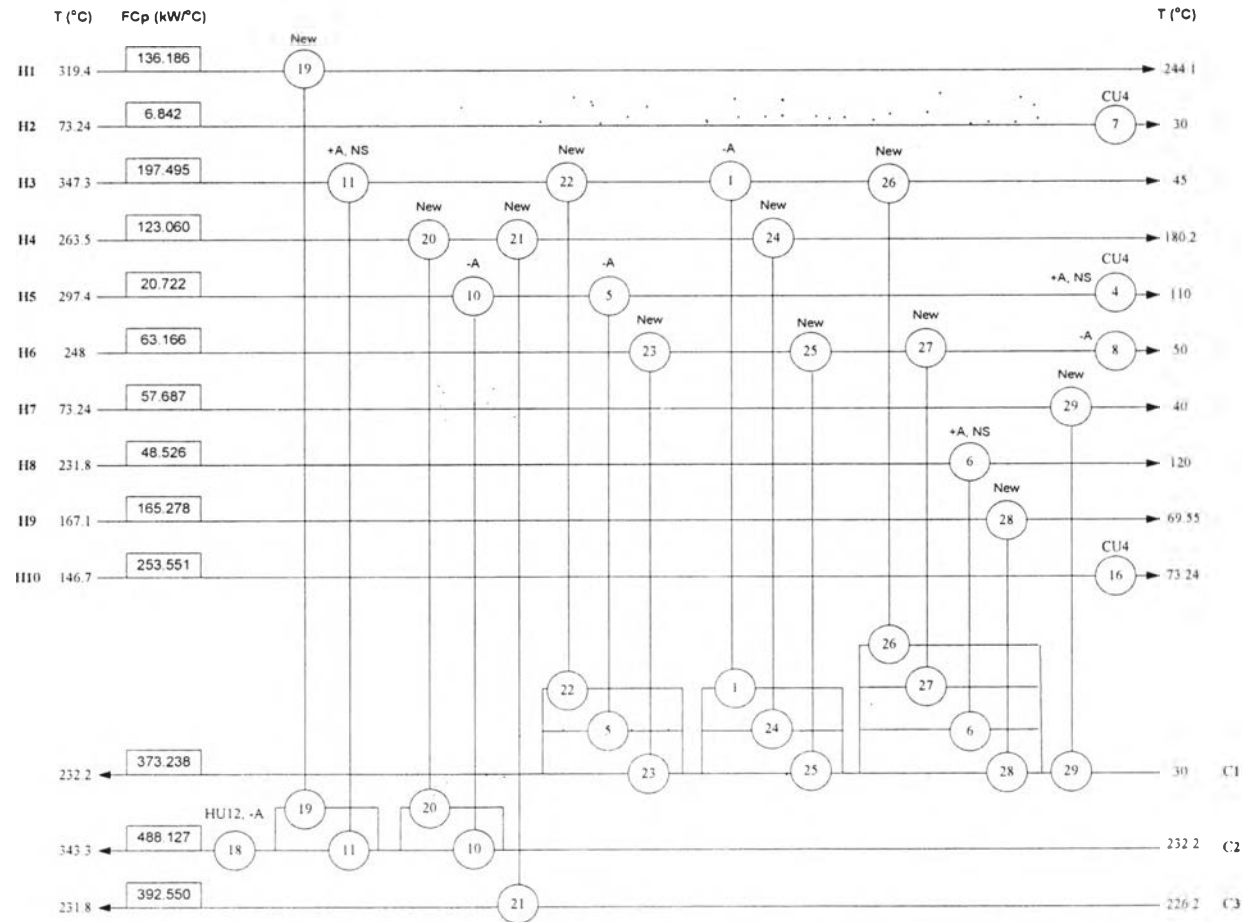 T (°C) FCp (kW/°C) T (°C)
New
H1 319.4 136.186 19 244.1
CU4
H2 73.24 6.842 7 30
+A, NS New -A New
H3 347.3 197.495 11 22 1 26 45
New New New
H4 263.5 123.060 20 21 24 180.2
-A -A +A, NS CU4
H5 297.4 20.722 10 5 4 110
New New New -A
H6 248 63.166 23 25 27 8 50
New
H7 73.24 57.687 29 40
+A, NS
H8 231.8 48.526 6 120
New
H9 167.1 165.278 28 69.55
CU4
H10 146.7 253.551 16 73.24
26
22 1 27
5 24 6
232.2 373.238 23 25 28 29 30 C1
HU12, -A 19 20
343.3 488.127 18 11 10 232.2 C2
231.8 392.550 21 226.2 C3